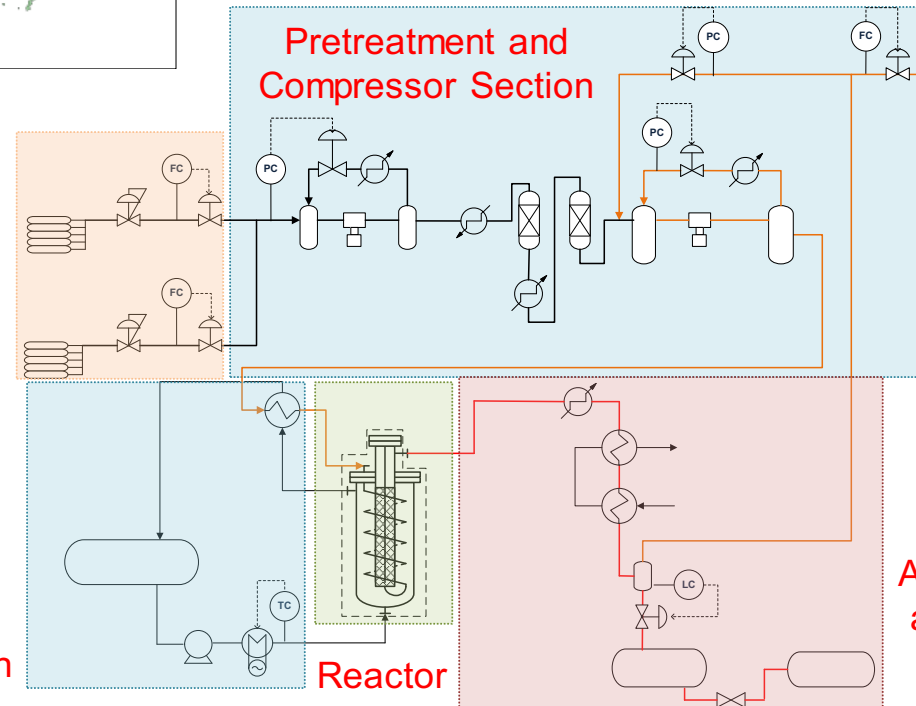 Pretreatment and
Compressor Section
PC
FC
PC
PC
FC
FC
TC
LC
Reactor